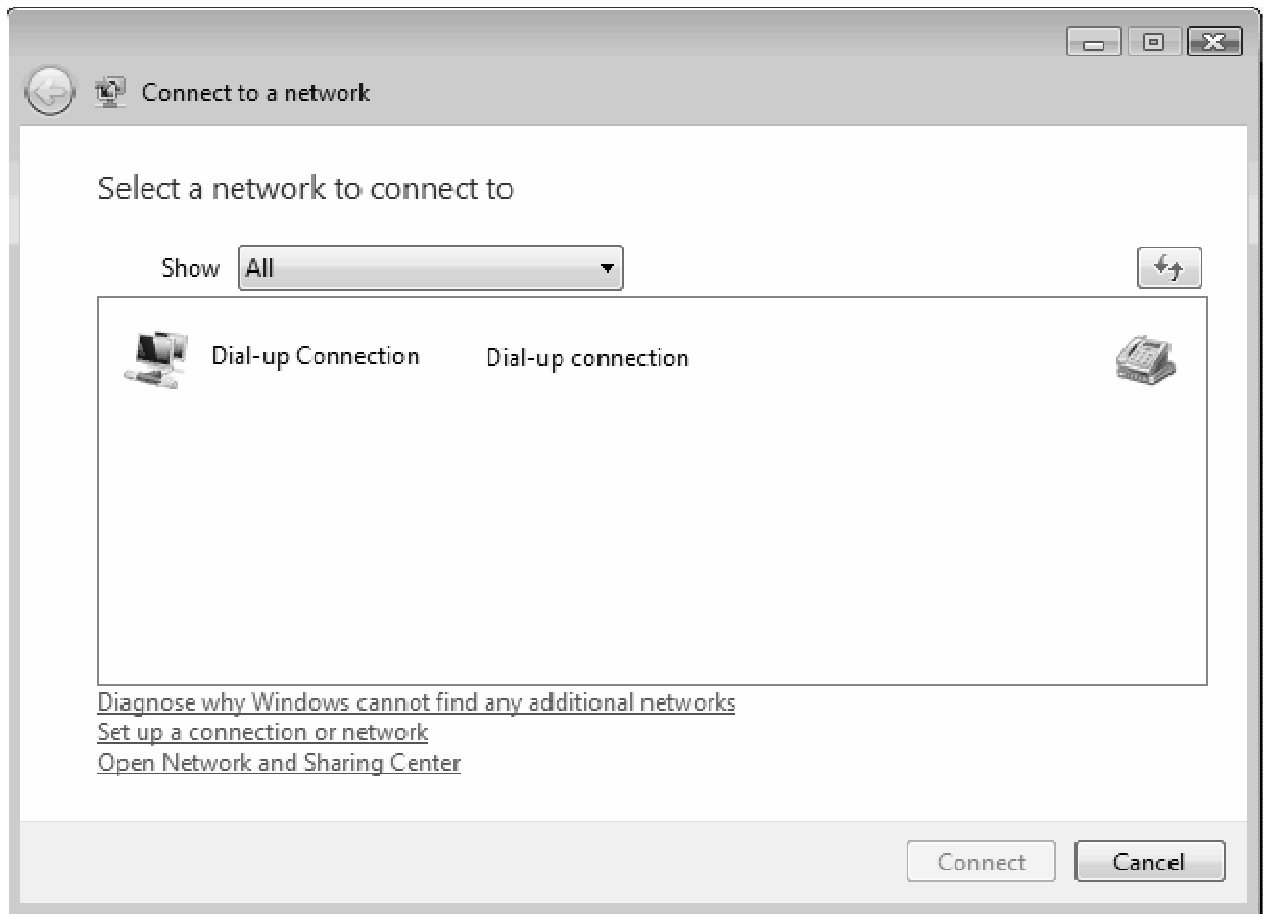 Connect to a network
Select a network to connect to
Show All
Dial-up Connection Dial-up connection
Diagnose why Windows cannot find any additional networks
Set up a connection or network
Open Network and Sharing Center
Connect Cancel